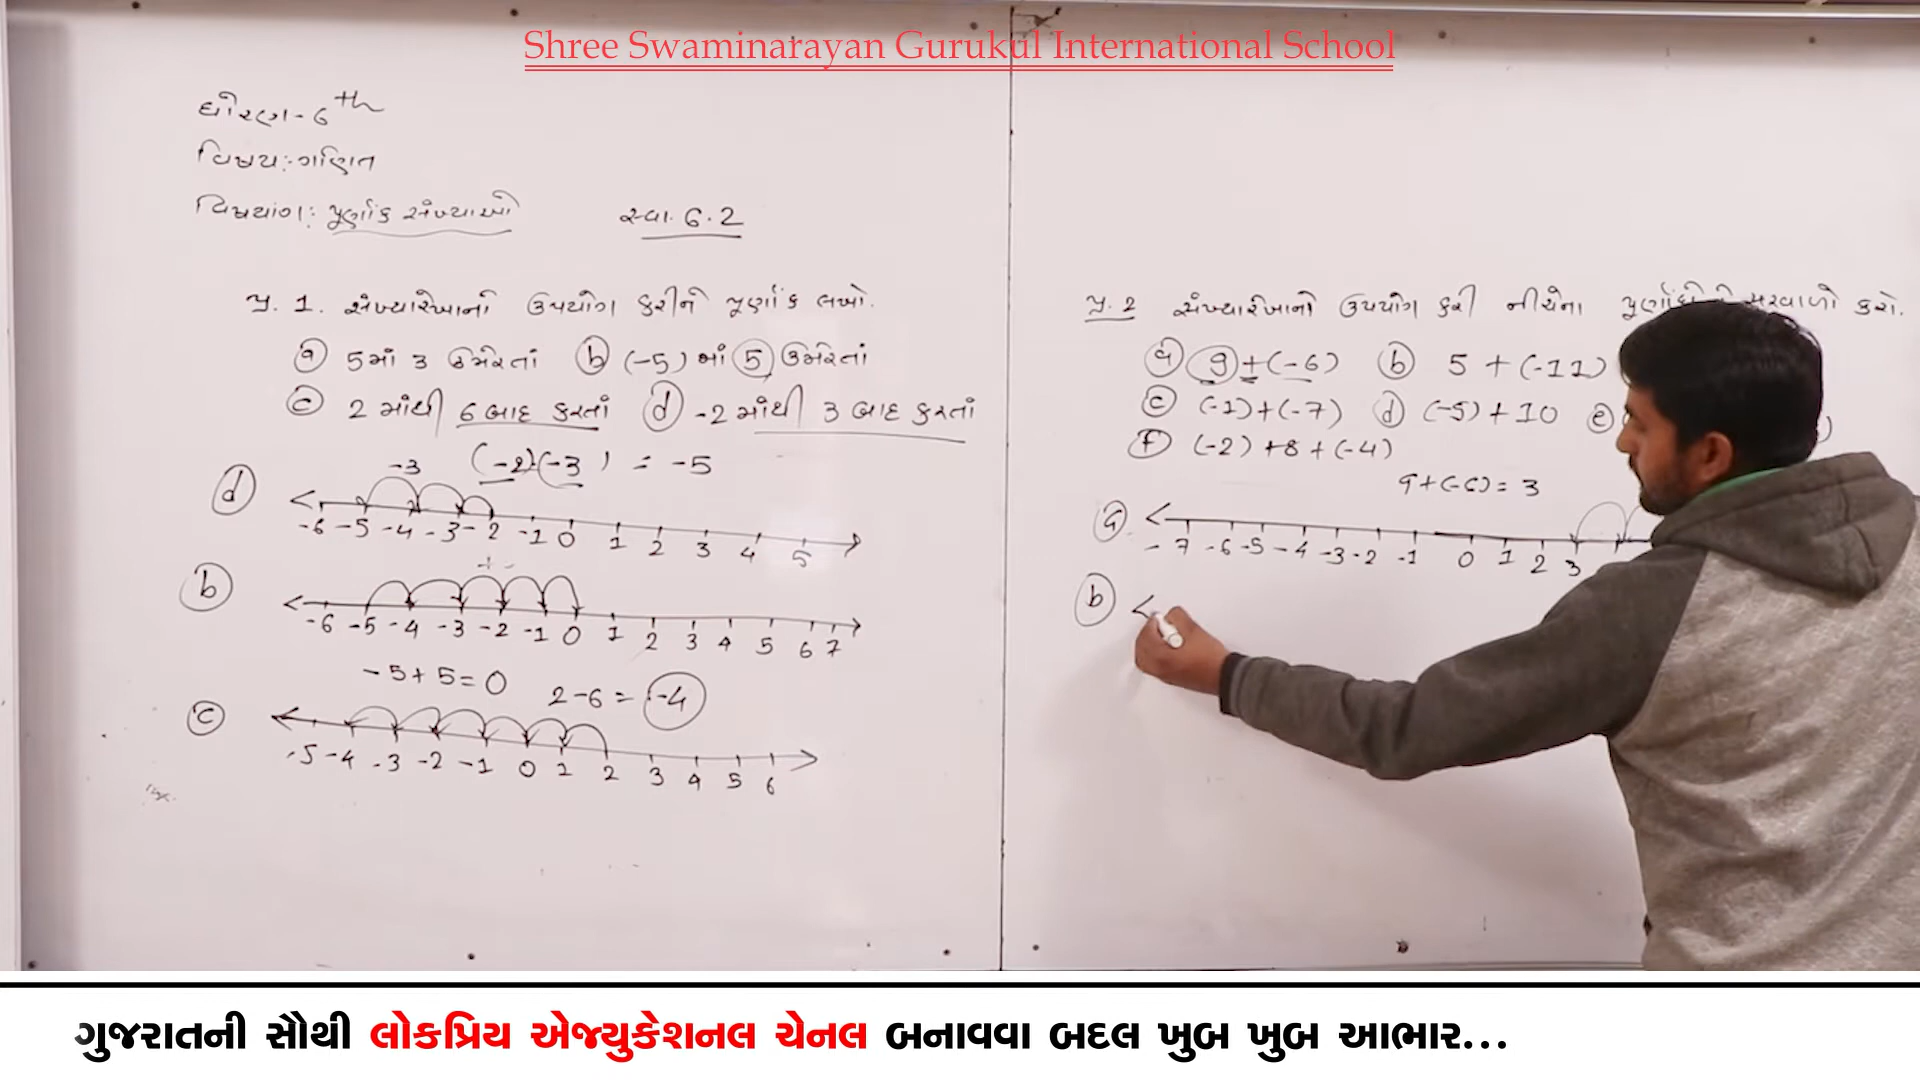 Shree Swaminarayan Gurukul International School
ધોરણ - 6th
વિષય :- ગણિત
વિષયાંગ : પૂર્ણાંક સંખ્યાઓ
સ્વા. 6.2
પ્ર. 1. સંખ્યારેખાનો ઉપયોગ કરીને પૂર્ણાંક લખો.
(a) 5માં 3 ઉમેરતાં (b) (-5) માં 5 ઉમેરતાં
(c) 2 માંથી 6 બાદ કરતાં (d) -2 માંથી 3 બાદ કરતાં
(-2)(-3) = -5
-3
(d)
-6 -5 -4 -3 -2 -1 0 1 2 3 4 5
(b)
-6 -5 -4 -3 -2 -1 0 1 2 3 4 5 6 7
-5+5=0
2-6 = -4
(c)
-5 -4 -3 -2 -1 0 1 2 3 4 5 6
પ્ર. 2 સંખ્યારેખાનો ઉપયોગ કરી નીચેના સરવાળો કરો.
(a) 9+(-6) (b) 5+(-11)
(c) (-1)+(-7) (d) (-5)+10 (e)
(f) (-2)+8+(-4)
9+(-6)=3
(a)
-7 -6 -5 -4 -3 -2 -1 0 1 2 3
(b)
ગુજરાતની સૌથી લોકપ્રિય એજ્યુકેશનલ ચેનલ બનાવવા બદલ ખુબ ખુબ આભાર...